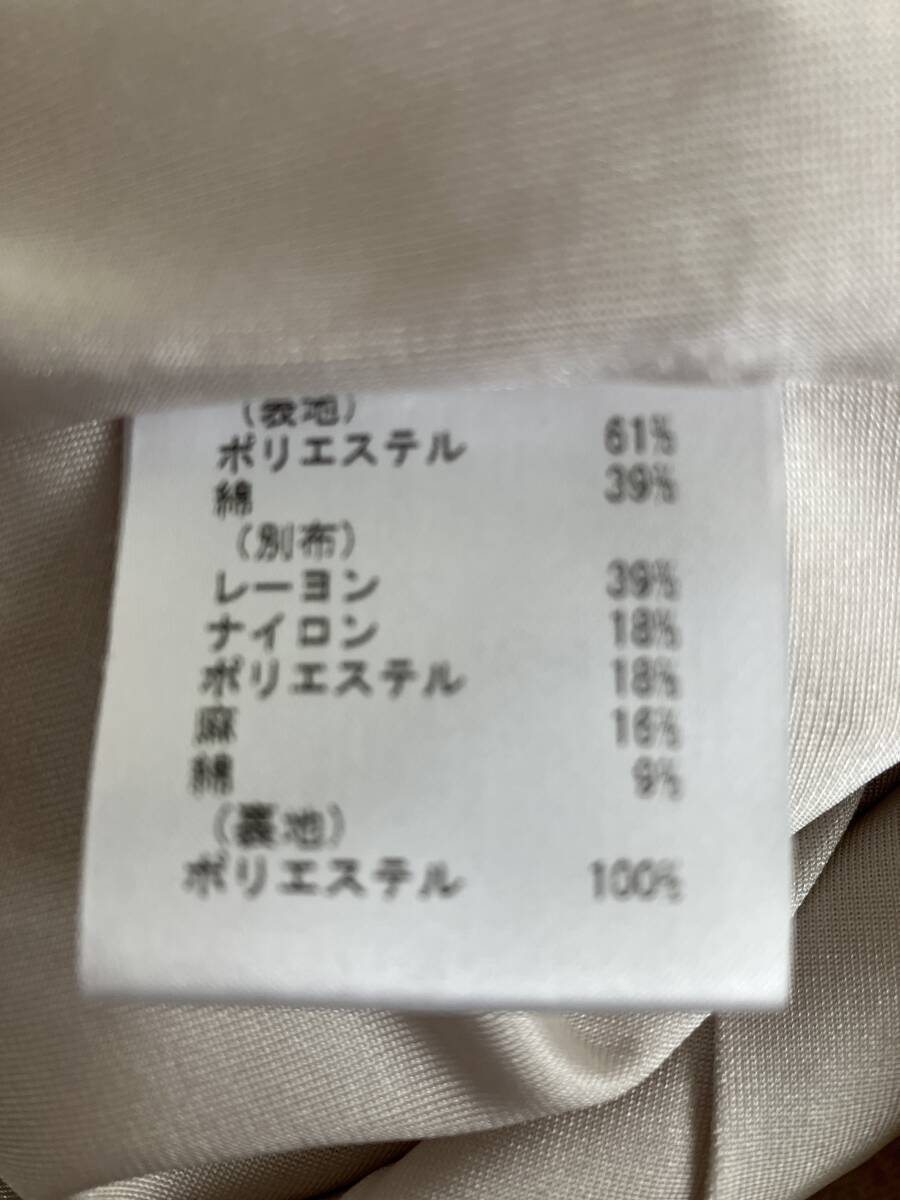 (表地)
ポリエステル 61%
綿 39%
(別布)
レーヨン 39%
ナイロン 18%
ポリエステル 18%
麻 16%
綿 9%
(裏地)
ポリエステル 100%